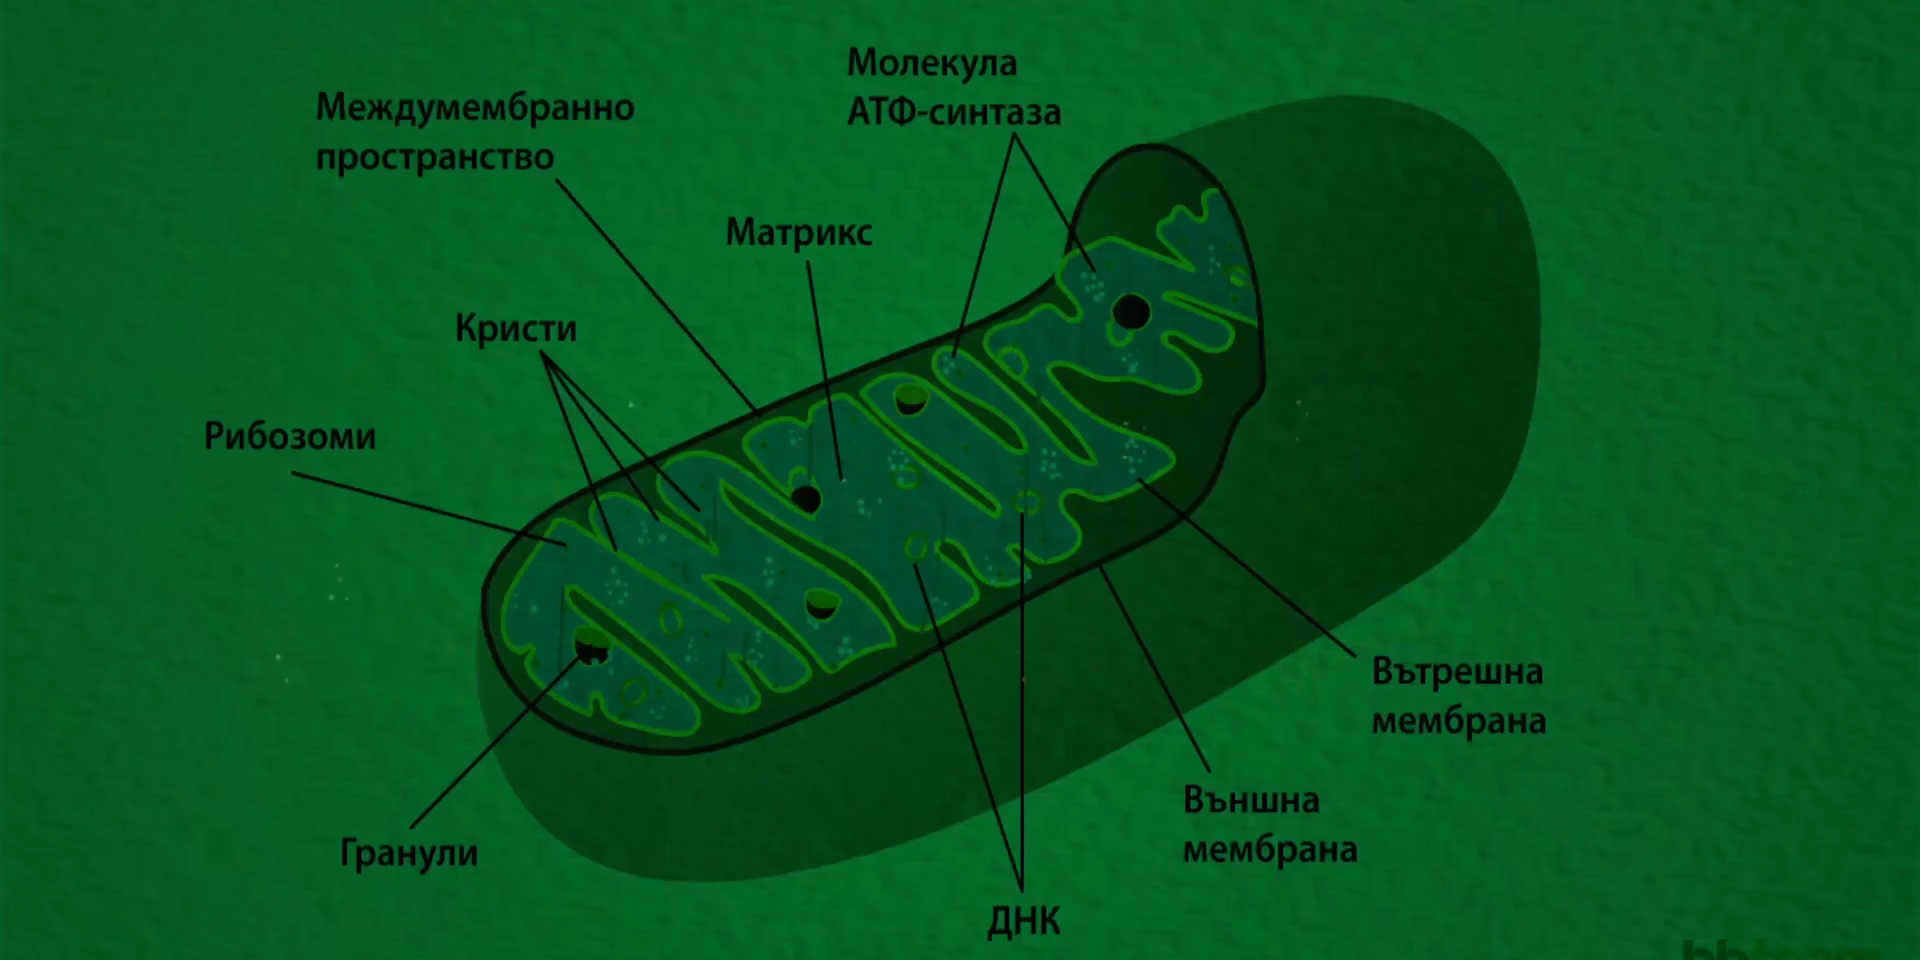 Молекула
АТФ-синтаза
Междумембранно
пространство
Матрикс
Кристи
Рибозоми
Вътрешна
мембрана
Външна
мембрана
Гранули
ДНК